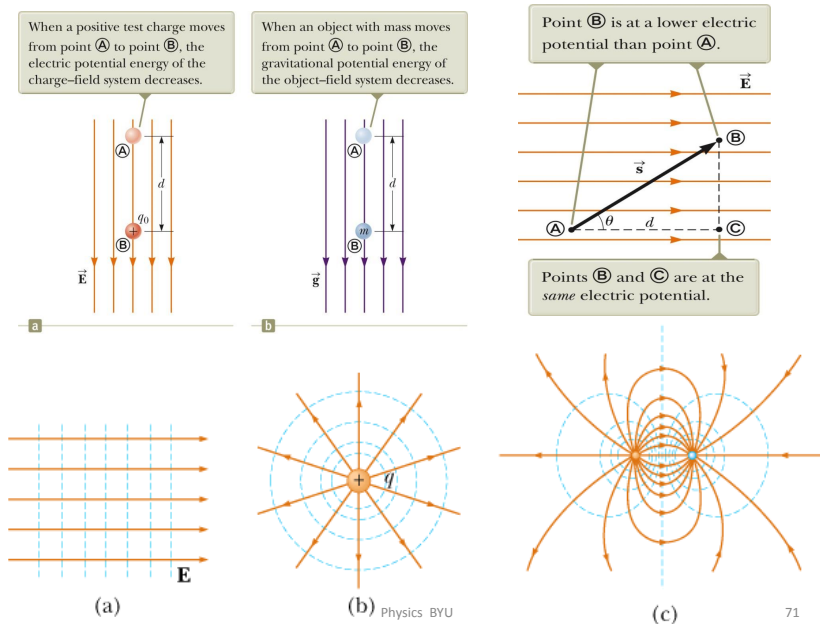 When a positive test charge moves
from point Ⓐ to point Ⓑ, the
electric potential energy of the
charge–field system decreases.
When an object with mass moves
from point Ⓐ to point Ⓑ, the
gravitational potential energy of
the object–field system decreases.
Point Ⓑ is at a lower electric
potential than point Ⓐ.
Ⓐ
d
q₀
+
Ⓑ
E⃗
a
Ⓐ
d
m
Ⓑ
g⃗
b
E⃗
Ⓑ
s⃗
θ
d
Ⓐ
Ⓒ
Points Ⓑ and Ⓒ are at the
same electric potential.
E
(a)
+ q
(b)
(c)
Physics BYU
71